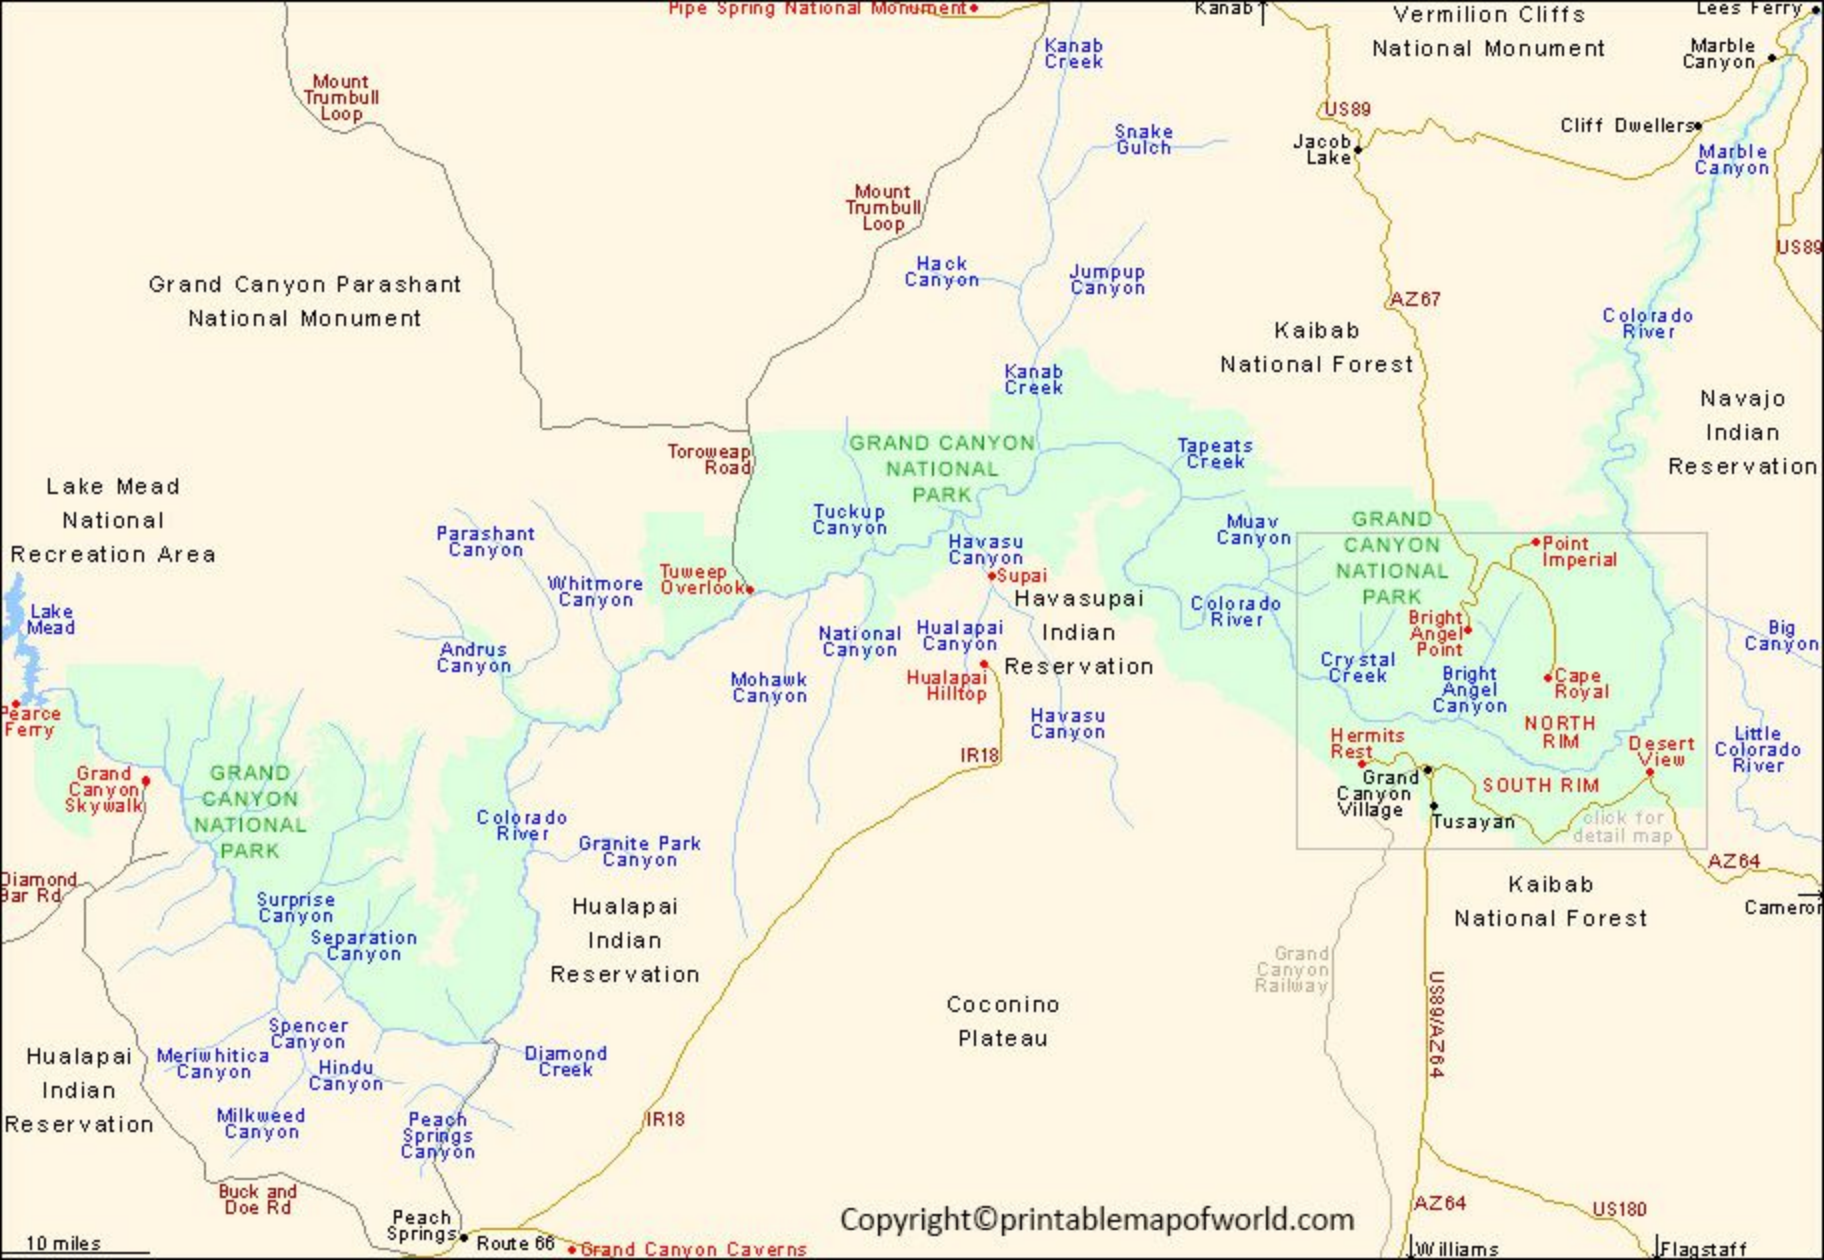 Pipe Spring National Monument
Kanab
Vermilion Cliffs
National Monument
Lees Ferry
Marble
Canyon
Kanab
Creek
Mount
Trumbull
Loop
US89
Cliff Dwellers
Snake
Gulch
Jacob
Lake
Marble
Canyon
Mount
Trumbull
Loop
US89
Hack
Canyon
Jumpup
Canyon
Grand Canyon Parashant
National Monument
AZ67
Colorado
River
Kaibab
National Forest
Kanab
Creek
Navajo
Indian
Reservation
GRAND CANYON
NATIONAL
PARK
Tapeats
Creek
Toroweap
Road
Lake Mead
National
Recreation Area
Tuckup
Canyon
Muav
Canyon
GRAND
CANYON
NATIONAL
PARK
Parashant
Canyon
Havasu
Canyon
Point
Imperial
Whitmore
Canyon
Tuweep
Overlook
Supai
Havasupai
Indian
Reservation
Colorado
River
Lake
Mead
Bright
Angel
Point
Big
Canyon
Andrus
Canyon
National
Canyon
Hualapai
Canyon
Crystal
Creek
Mohawk
Canyon
Hualapai
Hilltop
Bright
Angel
Canyon
Cape
Royal
Pearce
Ferry
Havasu
Canyon
NORTH
RIM
Hermits
Rest
Desert
View
Little
Colorado
River
IR18
Grand
Canyon
Skywalk
GRAND
CANYON
NATIONAL
PARK
Grand
Canyon
Village
SOUTH RIM
Tusayan
click for
detail map
Colorado
River
Granite Park
Canyon
AZ64
Diamond
Bar Rd
Kaibab
National Forest
Cameron
Surprise
Canyon
Hualapai
Indian
Reservation
Separation
Canyon
Grand
Canyon
Railway
Coconino
Plateau
US89/AZ64
Spencer
Canyon
Hualapai
Indian
Reservation
Meriwhitica
Canyon
Hindu
Canyon
Diamond
Creek
Milkweed
Canyon
Peach
Springs
Canyon
IR18
Buck and
Doe Rd
AZ64
US180
Peach
Springs
Copyright©printablemapofworld.com
10 miles
Route 66
Grand Canyon Caverns
Williams
Flagstaff